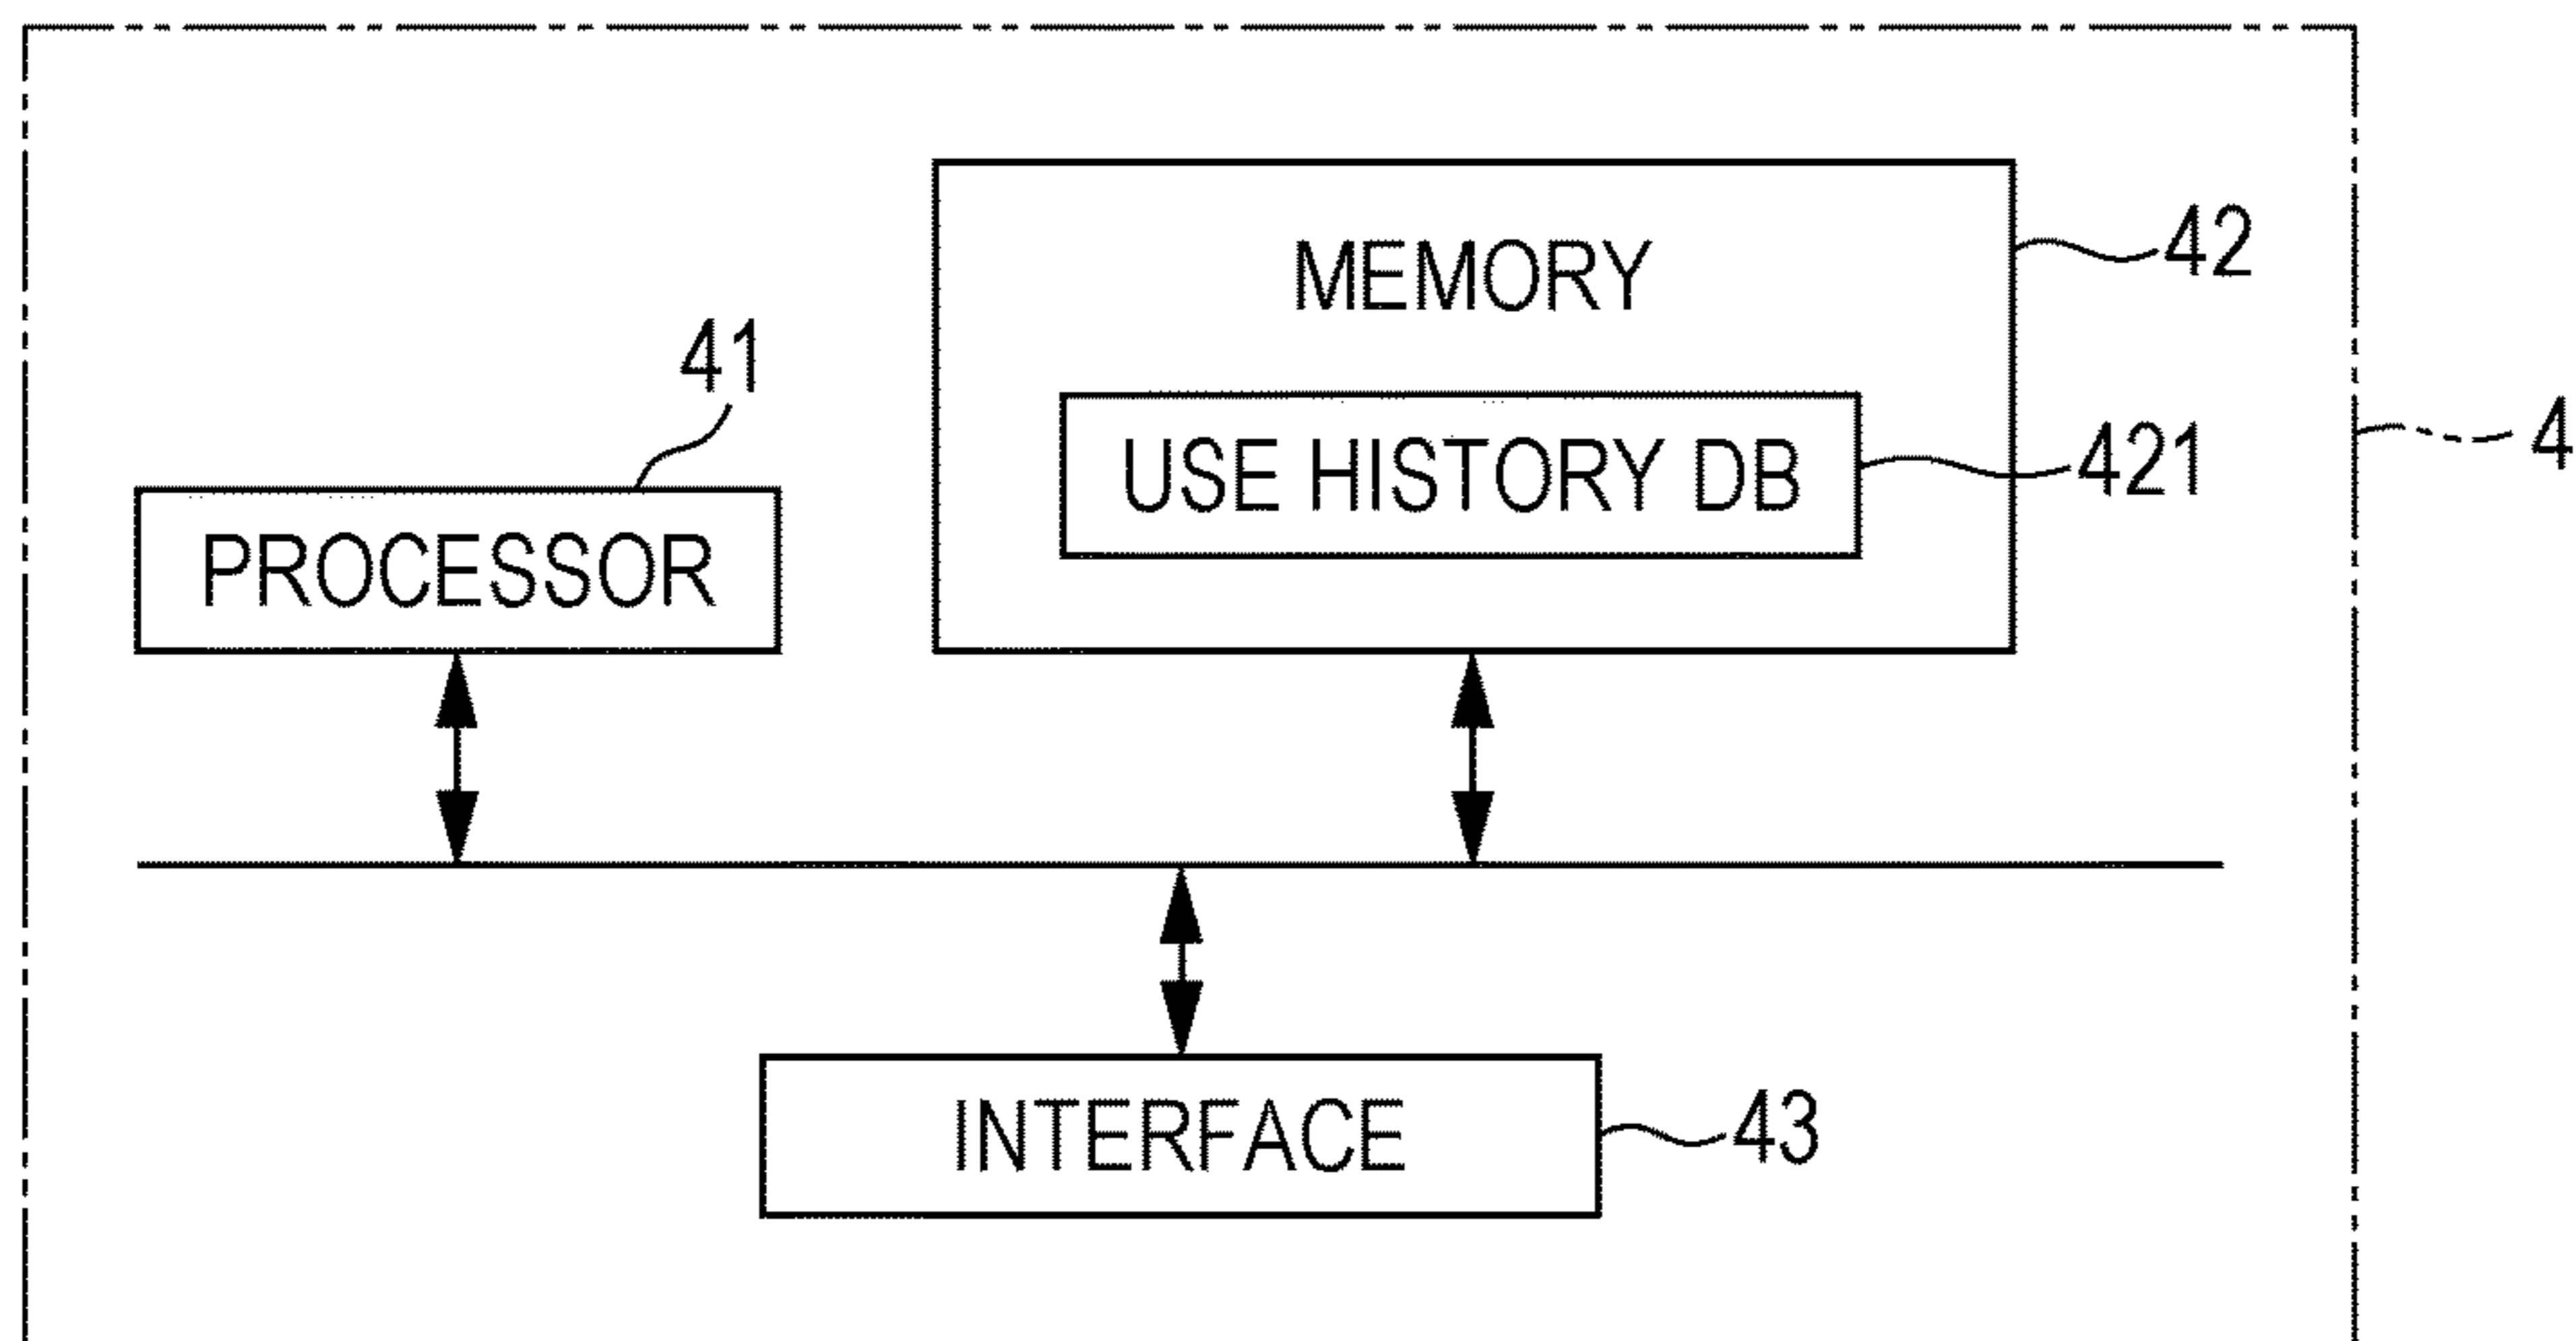 MEMORY
42
41
USE HISTORY DB
421
4
PROCESSOR
INTERFACE
43